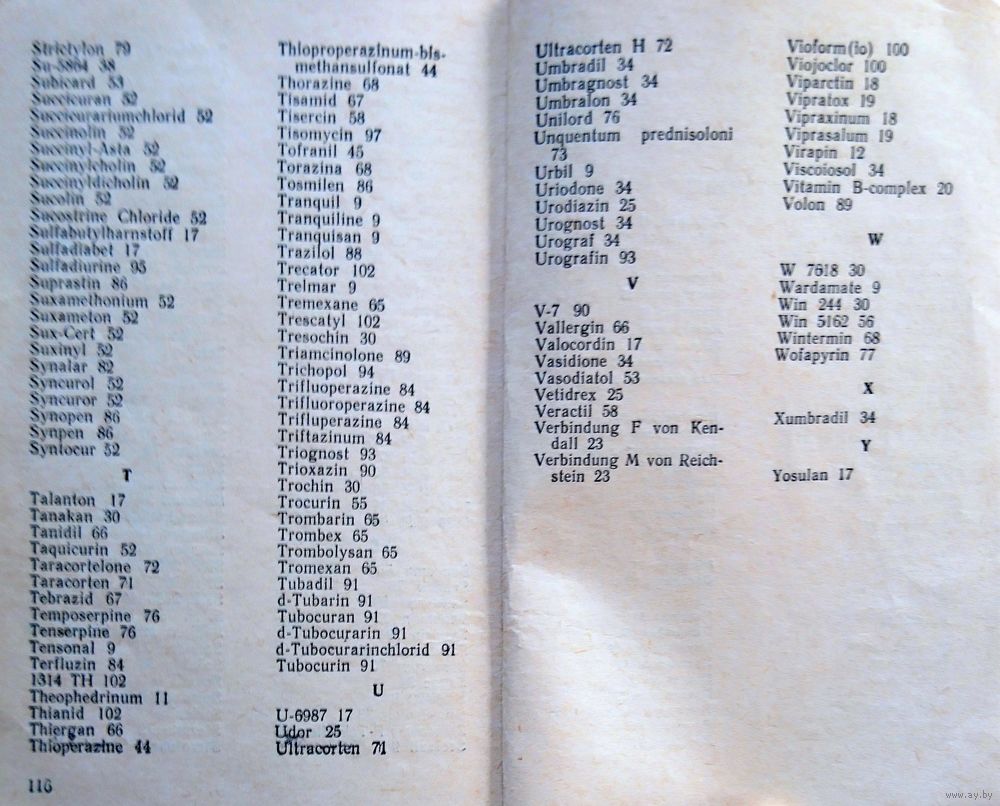 Strictylon 79
Su-5864 38
Subicard 53
Succicuran 52
Succicurariumchlorid 52
Succinolin 52
Succinyl-Asta 52
Succinylcholin 52
Succinyldicholin 52
Sucolin 52
Sucostrine Chloride 52
Sulfabutylharnstoff 17
Sulfadiabet 17
Sulfadiurine 95
Suprastin 86
Suxamethonium 52
Suxameton 52
Sux-Cert 52
Suxinyl 52
Synalar 82
Syncurol 52
Syncuror 52
Synopen 86
Synpen 86
Syntocur 52
T
Talanton 17
Tanakan 30
Tanidil 66
Taquicurin 52
Taracortelone 72
Taracorten 71
Tebrazid 67
Temposerpine 76
Tenserpine 76
Tensonal 9
Terfluzin 84
1314 TH 102
Theophedrinum 11
Thianid 102
Thiergan 66
Thioperazine 44
116
Thioproperazinum-bis-
methansulfonat 44
Thorazine 68
Tisamid 67
Tisercin 58
Tisomycin 97
Tofranil 45
Torazina 68
Tosmilen 86
Tranquil 9
Tranquiline 9
Tranquisan 9
Trazilol 88
Trecator 102
Trelmar 9
Tremexane 65
Trescatyl 102
Tresochin 30
Triamcinolone 89
Trichopol 94
Trifluoperazine 84
Trifluoroperazine 84
Trifluperazine 84
Triftazinum 84
Triognost 93
Trioxazin 90
Trochin 30
Trocurin 55
Trombarin 65
Trombex 65
Trombolysan 65
Tromexan 65
Tubadil 91
d-Tubarin 91
Tubocuran 91
d-Tubocurarin 91
d-Tubocurarinchlorid 91
Tubocurin 91
U
U-6987 17
Udor 25
Ultracorten 71
Ultracorten H 72
Umbradil 34
Umbragnost 34
Umbralon 34
Unilord 76
Unquentum prednisoloni
73
Urbil 9
Uriodone 34
Urodiazin 25
Urognost 34
Urograf 34
Urografin 93
V
V-7 90
Vallergin 66
Valocordin 17
Vasidione 34
Vasodiatol 53
Vetidrex 25
Veractil 58
Verbindung F von Ken-
dall 23
Verbindung M von Reich-
stein 23
Vioform(io) 100
Viojoclor 100
Viparctin 18
Vipratox 19
Vipraxinum 18
Viprasalum 19
Virapin 12
Viscoiosol 34
Vitamin B-complex 20
Volon 89
W
W 7618 30
Wardamate 9
Win 244 30
Win 5162 56
Wintermin 68
Wofapyrin 77
X
Xumbradil 34
Y
Yosulan 17
www.ay.by